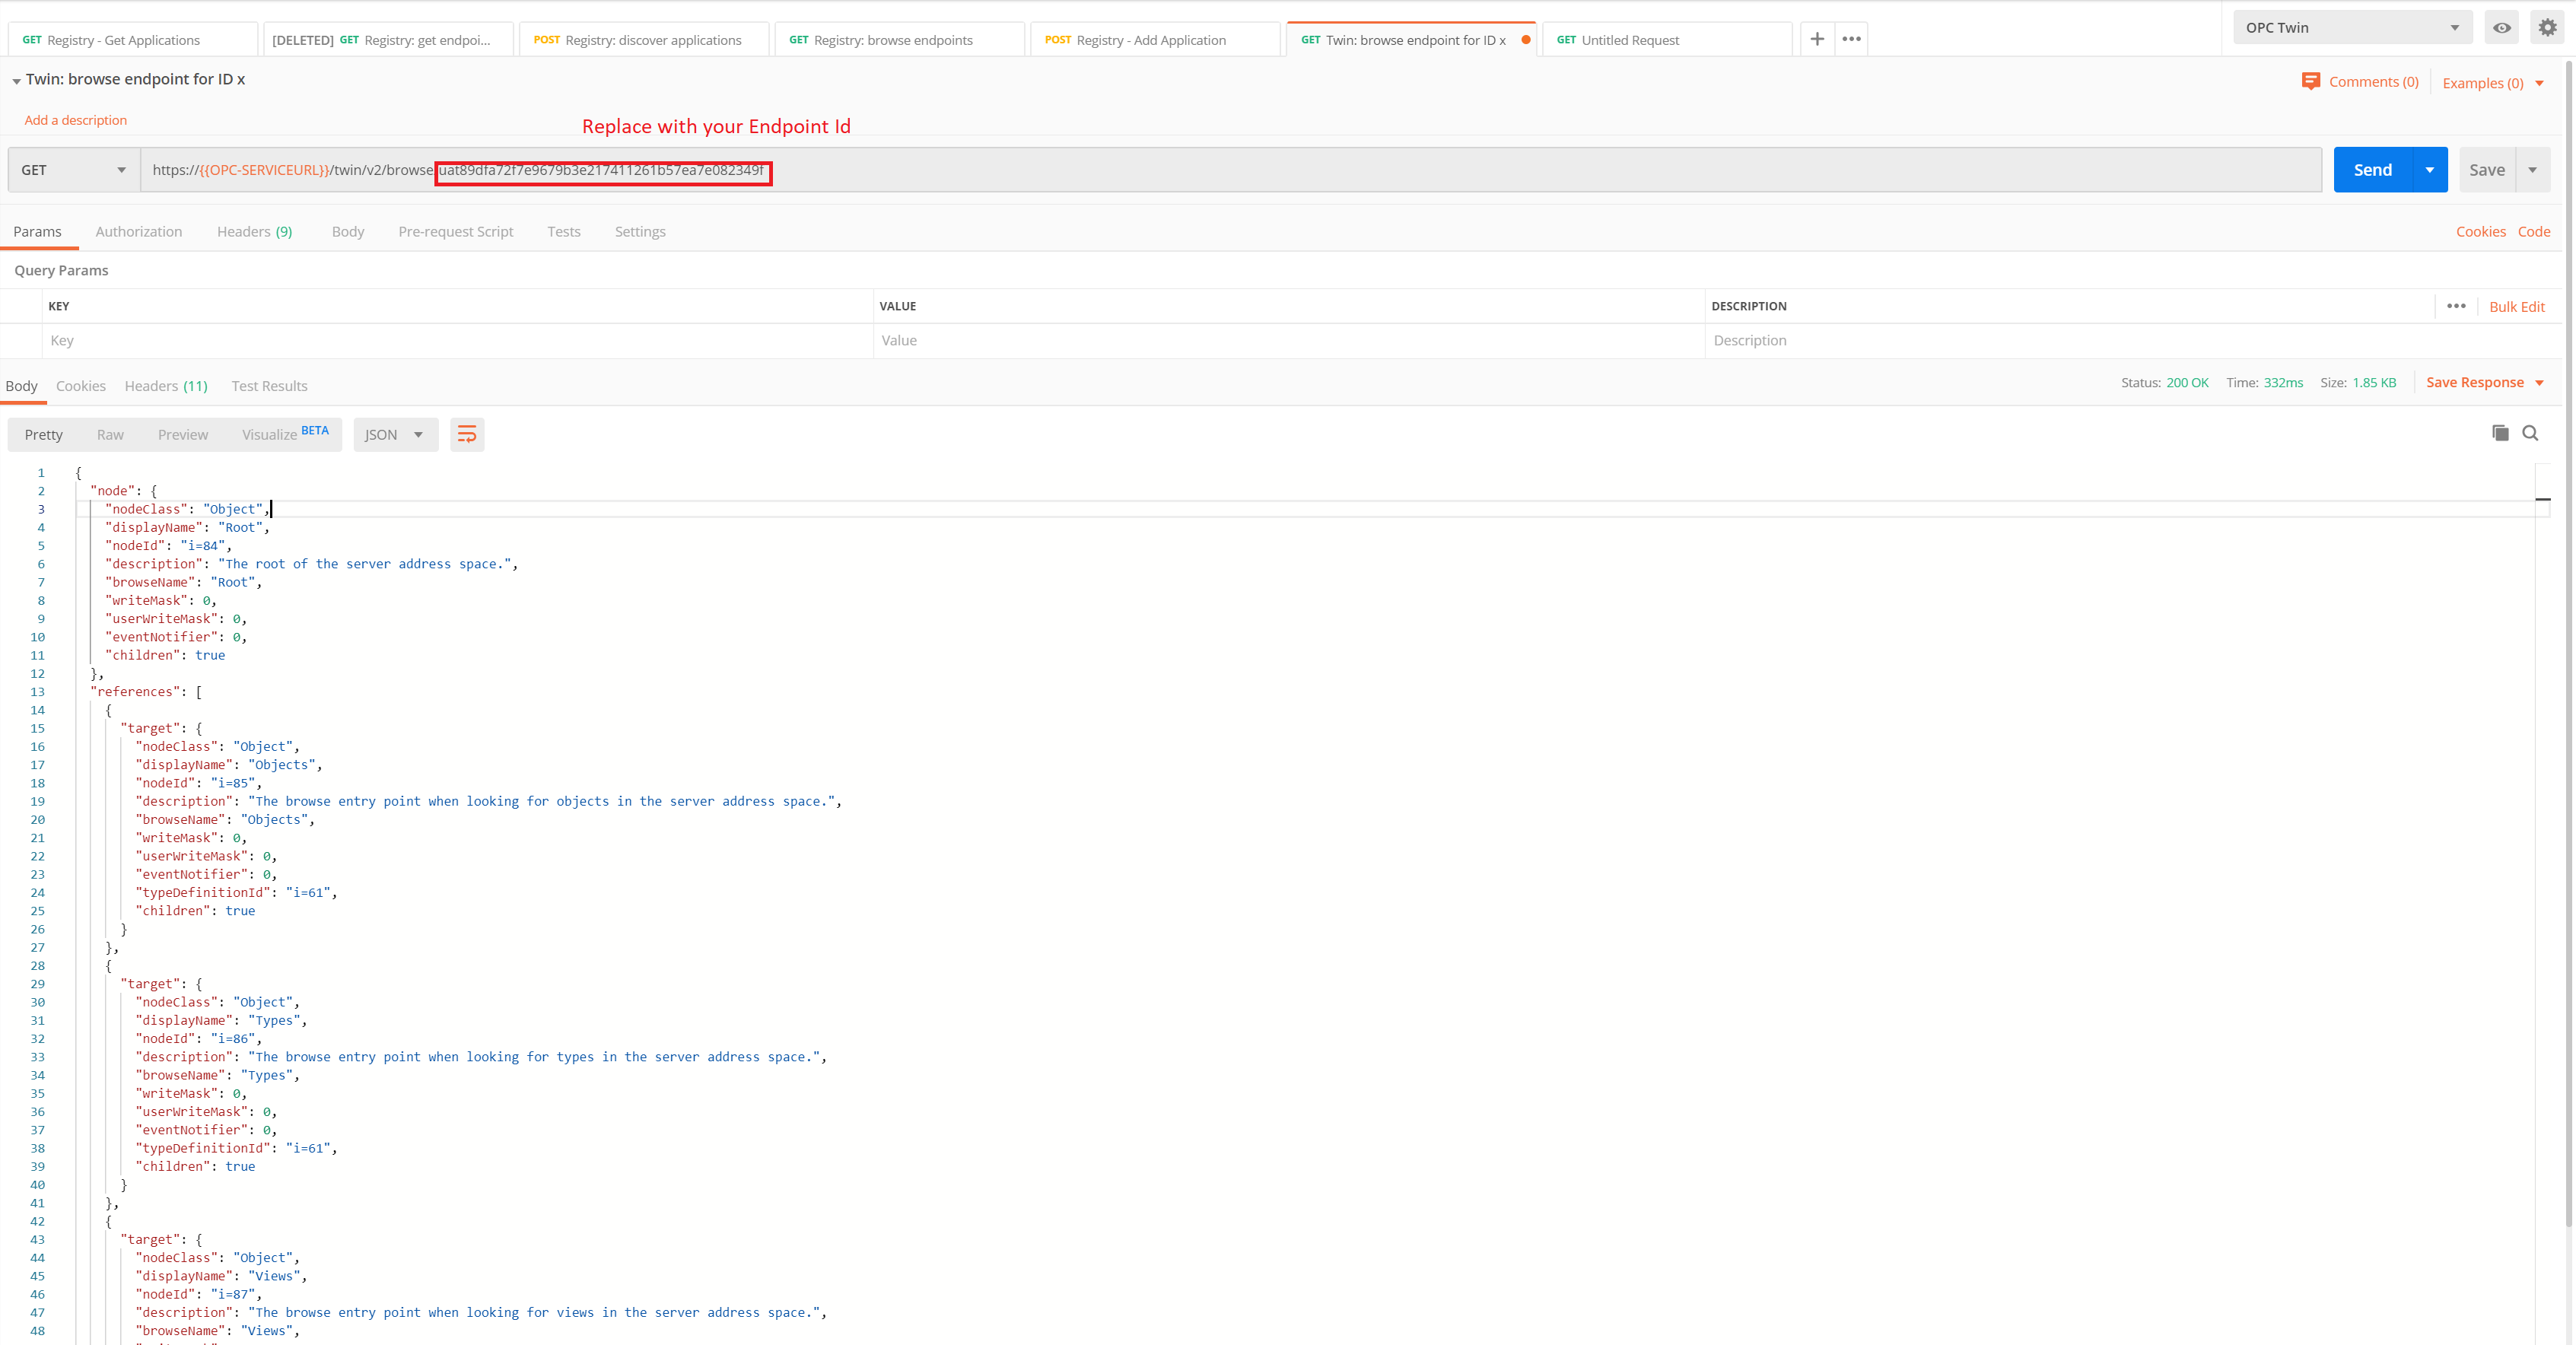 GET Registry - Get Applications
[DELETED] GET Registry: get endpoi...
POST Registry: discover applications
GET Registry: browse endpoints
POST Registry - Add Application
GET Twin: browse endpoint for ID x
GET Untitled Request
OPC Twin
Twin: browse endpoint for ID x
Comments (0)
Examples (0)
Add a description
Replace with your Endpoint Id
GET
https://{{OPC-SERVICEURL}}/twin/v2/browse/uat89dfa72f7e9679b3e217411261b57ea7e082349f
Send
Save
Params Authorization Headers (9) Body Pre-request Script Tests Settings
Cookies Code
Query Params
KEY VALUE DESCRIPTION
Bulk Edit
Key Value Description
Body Cookies Headers (11) Test Results
Status: 200 OK Time: 332ms Size: 1.85 KB Save Response
Pretty Raw Preview Visualize BETA JSON
1 {
2 "node": {
3 "nodeClass": "Object",
4 "displayName": "Root",
5 "nodeId": "i=84",
6 "description": "The root of the server address space.",
7 "browseName": "Root",
8 "writeMask": 0,
9 "userWriteMask": 0,
10 "eventNotifier": 0,
11 "children": true
12 },
13 "references": [
14 {
15 "target": {
16 "nodeClass": "Object",
17 "displayName": "Objects",
18 "nodeId": "i=85",
19 "description": "The browse entry point when looking for objects in the server address space.",
20 "browseName": "Objects",
21 "writeMask": 0,
22 "userWriteMask": 0,
23 "eventNotifier": 0,
24 "typeDefinitionId": "i=61",
25 "children": true
26 }
27 },
28 {
29 "target": {
30 "nodeClass": "Object",
31 "displayName": "Types",
32 "nodeId": "i=86",
33 "description": "The browse entry point when looking for types in the server address space.",
34 "browseName": "Types",
35 "writeMask": 0,
36 "userWriteMask": 0,
37 "eventNotifier": 0,
38 "typeDefinitionId": "i=61",
39 "children": true
40 }
41 },
42 {
43 "target": {
44 "nodeClass": "Object",
45 "displayName": "Views",
46 "nodeId": "i=87",
47 "description": "The browse entry point when looking for views in the server address space.",
48 "browseName": "Views",